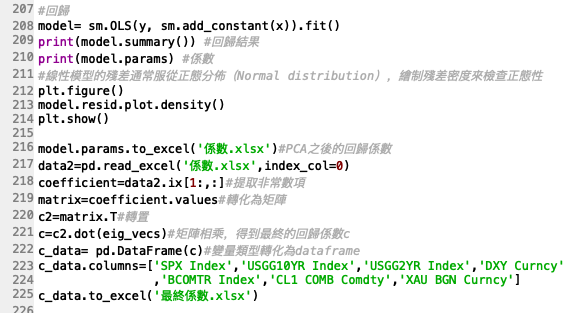 207 #回歸
208 model= sm.OLS(y, sm.add_constant(x)).fit()
209 print(model.summary()) #回歸結果
210 print(model.params) #係數
211 #線性模型的殘差通常服從正態分佈（Normal distribution），繪制殘差密度來檢查正態性
212 plt.figure()
213 model.resid.plot.density()
214 plt.show()
215
216 model.params.to_excel('係數.xlsx')#PCA之後的回歸係數
217 data2=pd.read_excel('係數.xlsx',index_col=0)
218 coefficient=data2.ix[1:,:]#提取非常數項
219 matrix=coefficient.values#轉化為矩陣
220 c2=matrix.T#轉置
221 c=c2.dot(eig_vecs)#矩陣相乘，得到最終的回歸係數c
222 c_data= pd.DataFrame(c)#變量類型轉化為dataframe
223 c_data.columns=['SPX Index','USGG10YR Index','USGG2YR Index','DXY Curncy'
224 ,'BCOMTR Index','CL1 COMB Comdty','XAU BGN Curncy']
225 c_data.to_excel('最終係數.xlsx')
226